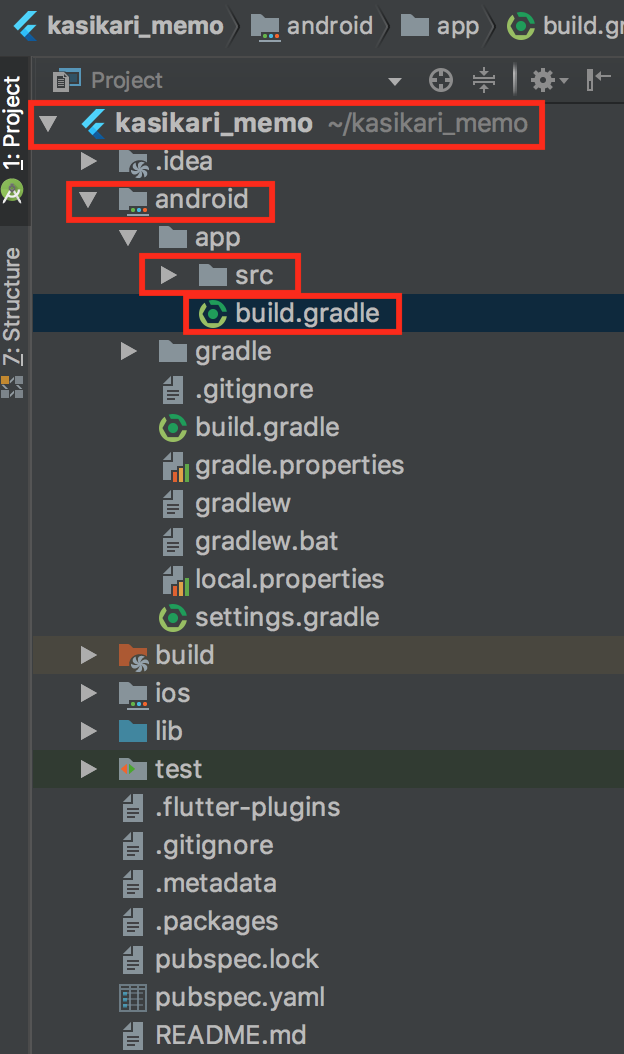 kasikari_memo android app build.gr
Project
1: Project
7: Structure
kasikari_memo ~/kasikari_memo
.idea
android
app
src
build.gradle
gradle
.gitignore
build.gradle
gradle.properties
gradlew
gradlew.bat
local.properties
settings.gradle
build
ios
lib
test
.flutter-plugins
.gitignore
.metadata
.packages
pubspec.lock
pubspec.yaml
README.md